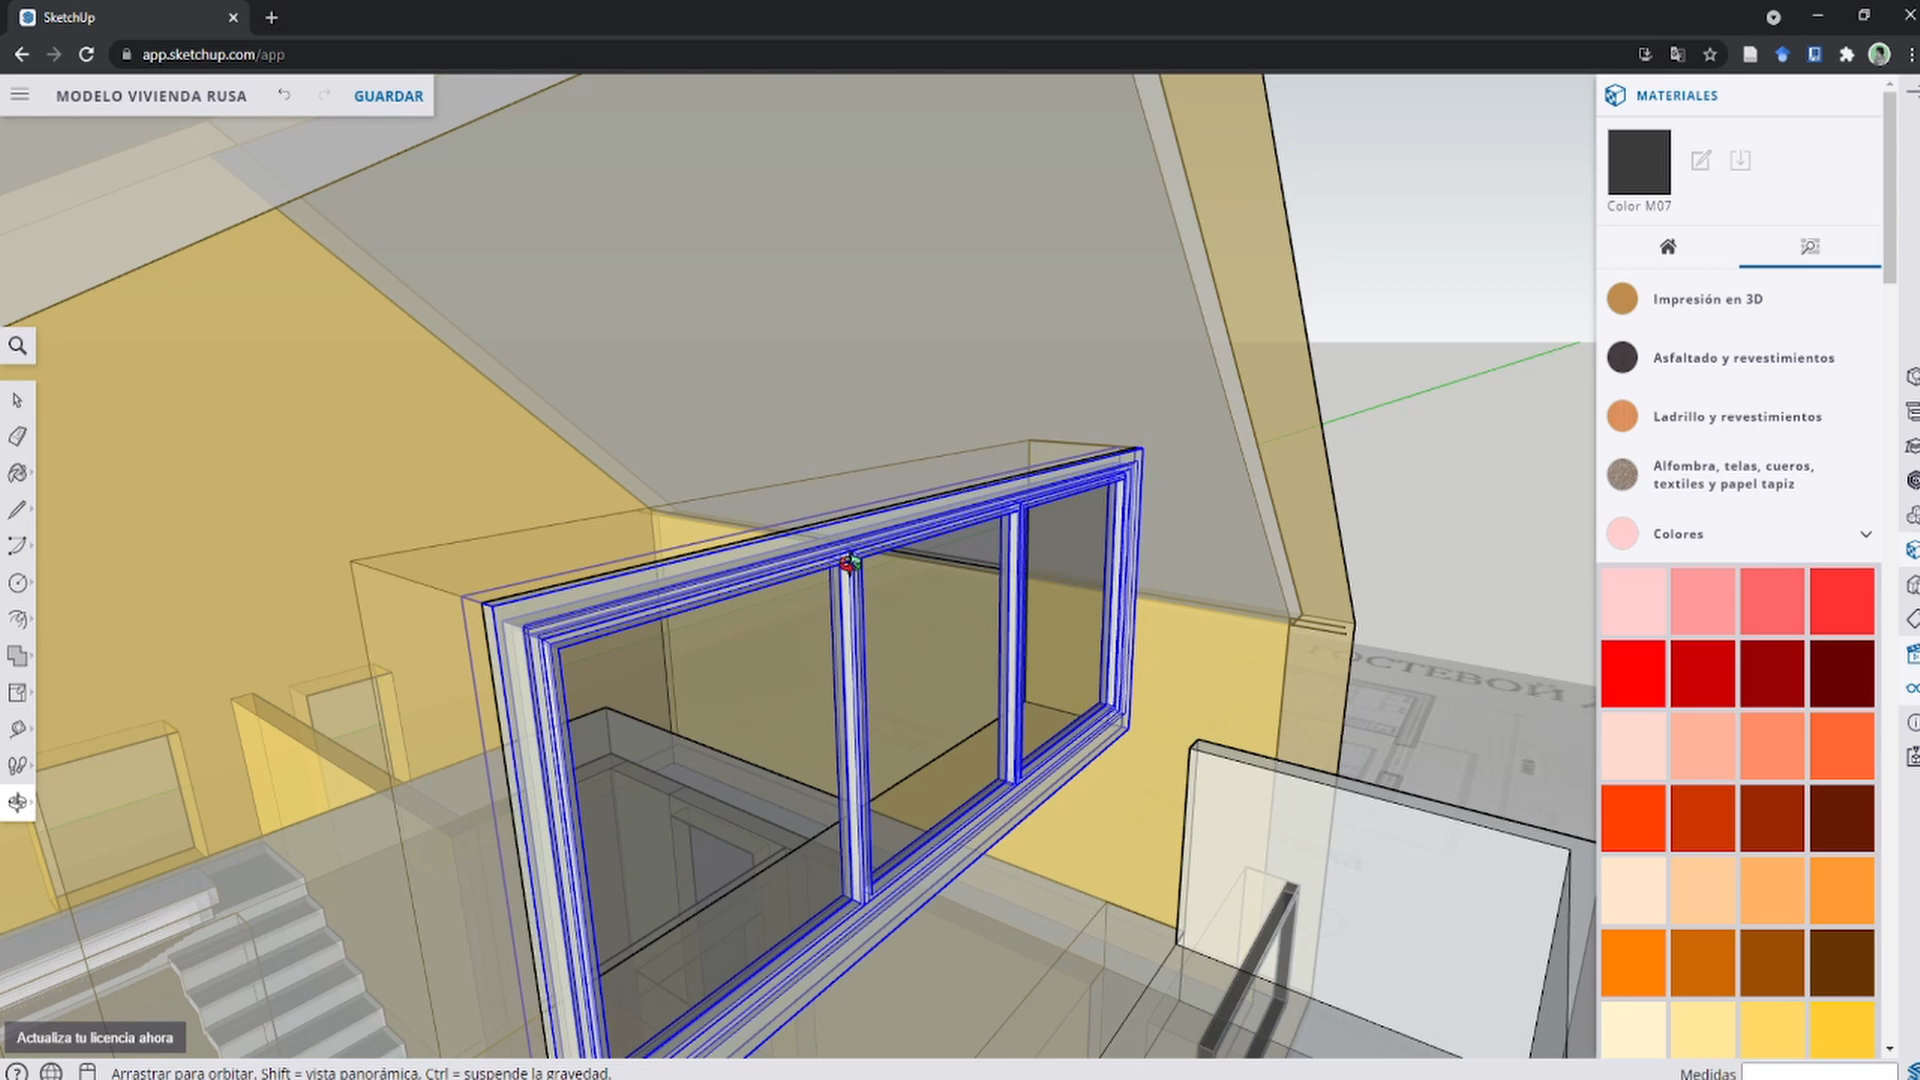 SketchUp
app.sketchup.com/app
MODELO VIVIENDA RUSA
GUARDAR
MATERIALES
Color M07
Impresión en 3D
Asfaltado y revestimientos
Ladrillo y revestimientos
Alfombra, telas, cueros,
textiles y papel tapiz
Colores
ГОСТЕВОЙ
Actualiza tu licencia ahora
Arrastrar para orbitar. Shift = vista panorámica, Ctrl = suspende la gravedad.
Medidas